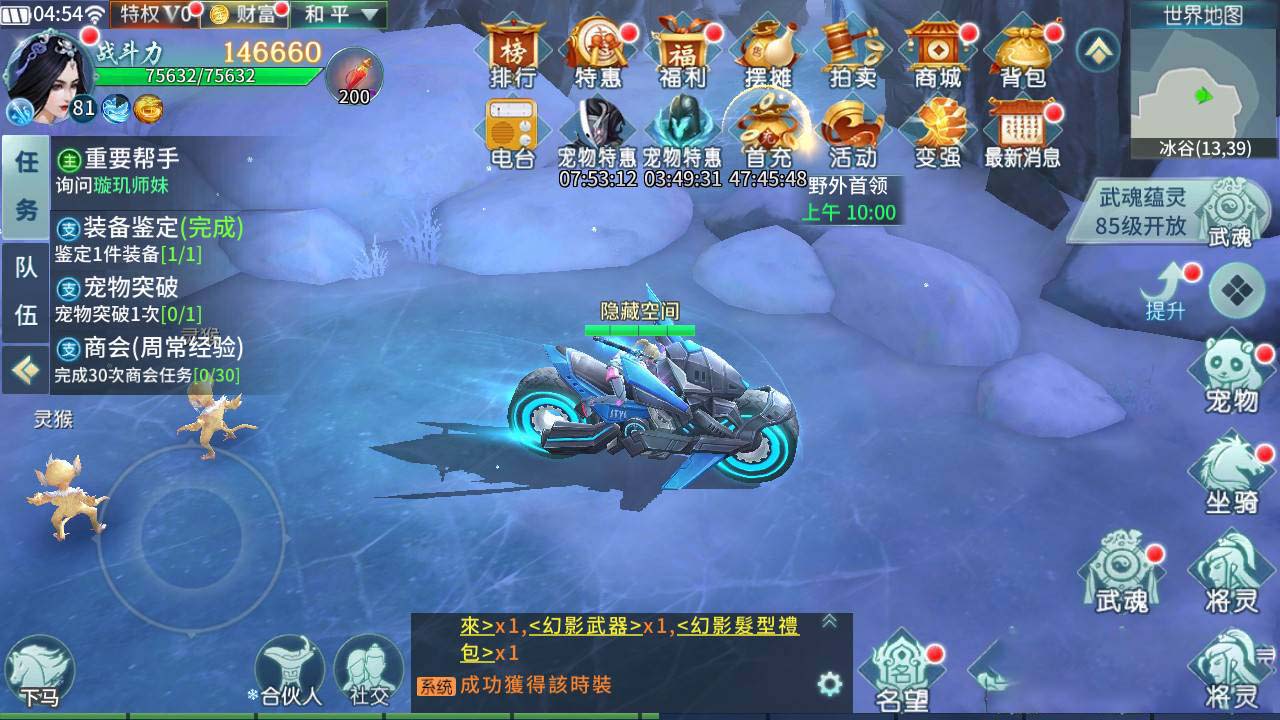 04:54 特权V0 财富 和平
世界地图
战斗力 146660
75632/75632
200
81
排行 特惠 福利 摆摊 拍卖 商城 背包
冰谷(13,39)
电台 宠物特惠 宠物特惠 首充 活动 变强 最新消息
07:53:12 03:49:31 47:45:48
野外首领
上午 10:00
任务
主 重要帮手
询问璇玑师妹
支 装备鉴定(完成)
鉴定1件装备[1/1]
队伍
支 宠物突破
宠物突破1次[0/1]
灵猴
支 商会(周常经验)
完成30次商会任务[0/30]
灵猴
武魂蕴灵
85级开放
武魂
提升
隐藏空间
宠物
坐骑
武魂
将灵
來>x1,<幻影武器>x1,<幻影髮型禮
包>x1
系统 成功獲得該時裝
下马
合伙人
社交
名望
将灵
灵